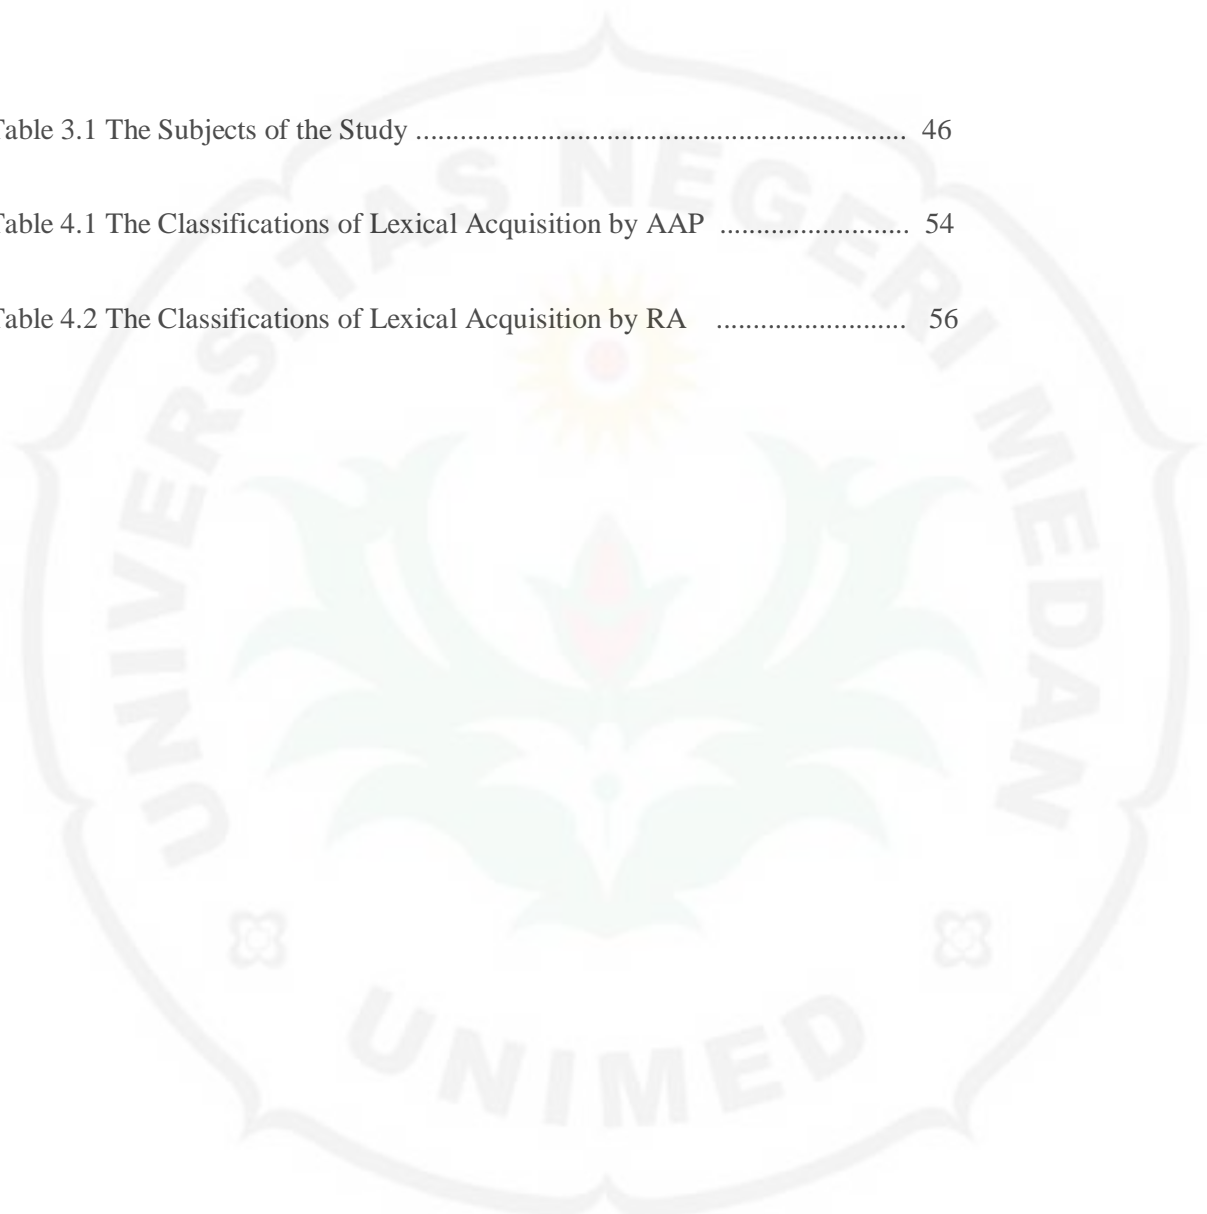 Table 3.1 The Subjects of the Study .................................................................. 46
Table 4.1 The Classifications of Lexical Acquisition by AAP .......................... 54
Table 4.2 The Classifications of Lexical Acquisition by RA .......................... 56
UNIVERSITAS NEGERI MEDAN
UNIMED